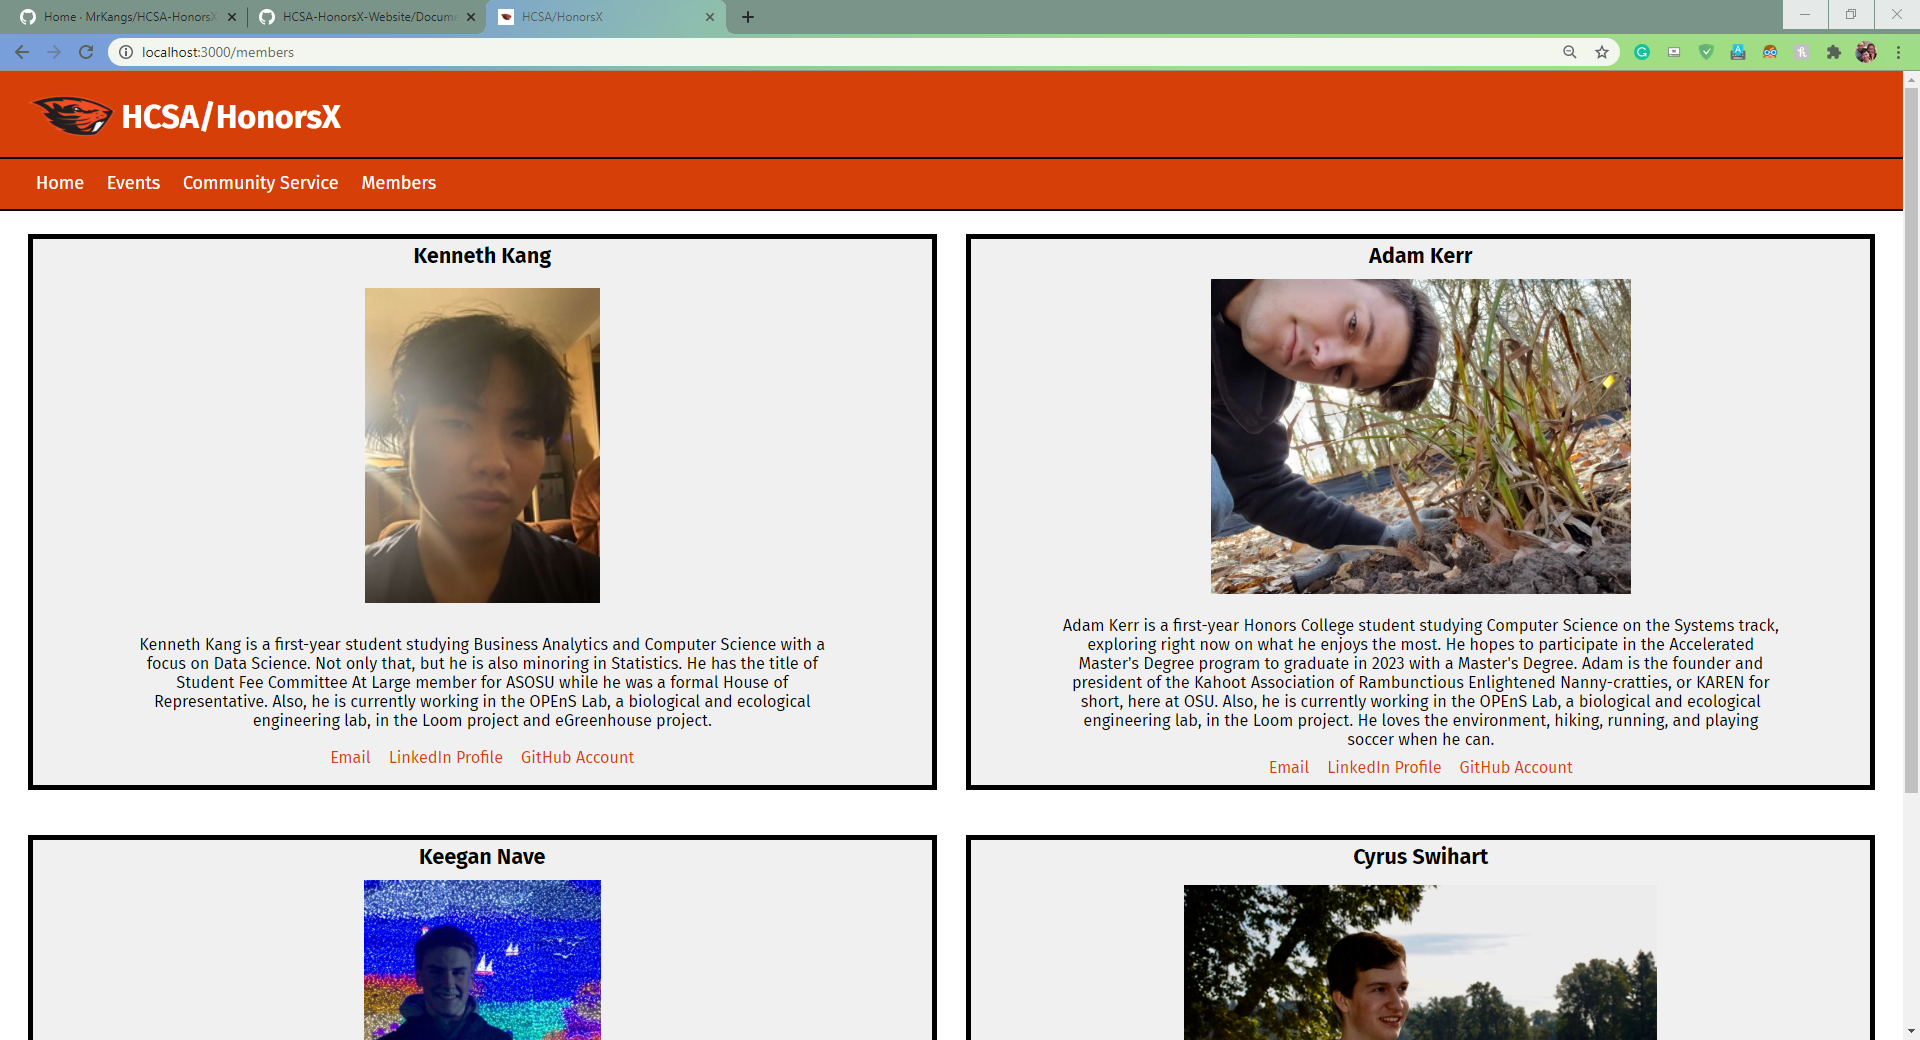 Home · MrKangs/HCSA-HonorsX
HCSA-HonorsX-Website/Docume
HCSA/HonorsX
localhost:3000/members
HCSA/HonorsX
Home Events Community Service Members
Kenneth Kang
Kenneth Kang is a first-year student studying Business Analytics and Computer Science with a
focus on Data Science. Not only that, but he is also minoring in Statistics. He has the title of
Student Fee Committee At Large member for ASOSU while he was a formal House of
Representative. Also, he is currently working in the OPEnS Lab, a biological and ecological
engineering lab, in the Loom project and eGreenhouse project.
Email LinkedIn Profile GitHub Account
Adam Kerr
Adam Kerr is a first-year Honors College student studying Computer Science on the Systems track,
exploring right now on what he enjoys the most. He hopes to participate in the Accelerated
Master's Degree program to graduate in 2023 with a Master's Degree. Adam is the founder and
president of the Kahoot Association of Rambunctious Enlightened Nanny-cratties, or KAREN for
short, here at OSU. Also, he is currently working in the OPEnS Lab, a biological and ecological
engineering lab, in the Loom project. He loves the environment, hiking, running, and playing
soccer when he can.
Email LinkedIn Profile GitHub Account
Keegan Nave
Cyrus Swihart